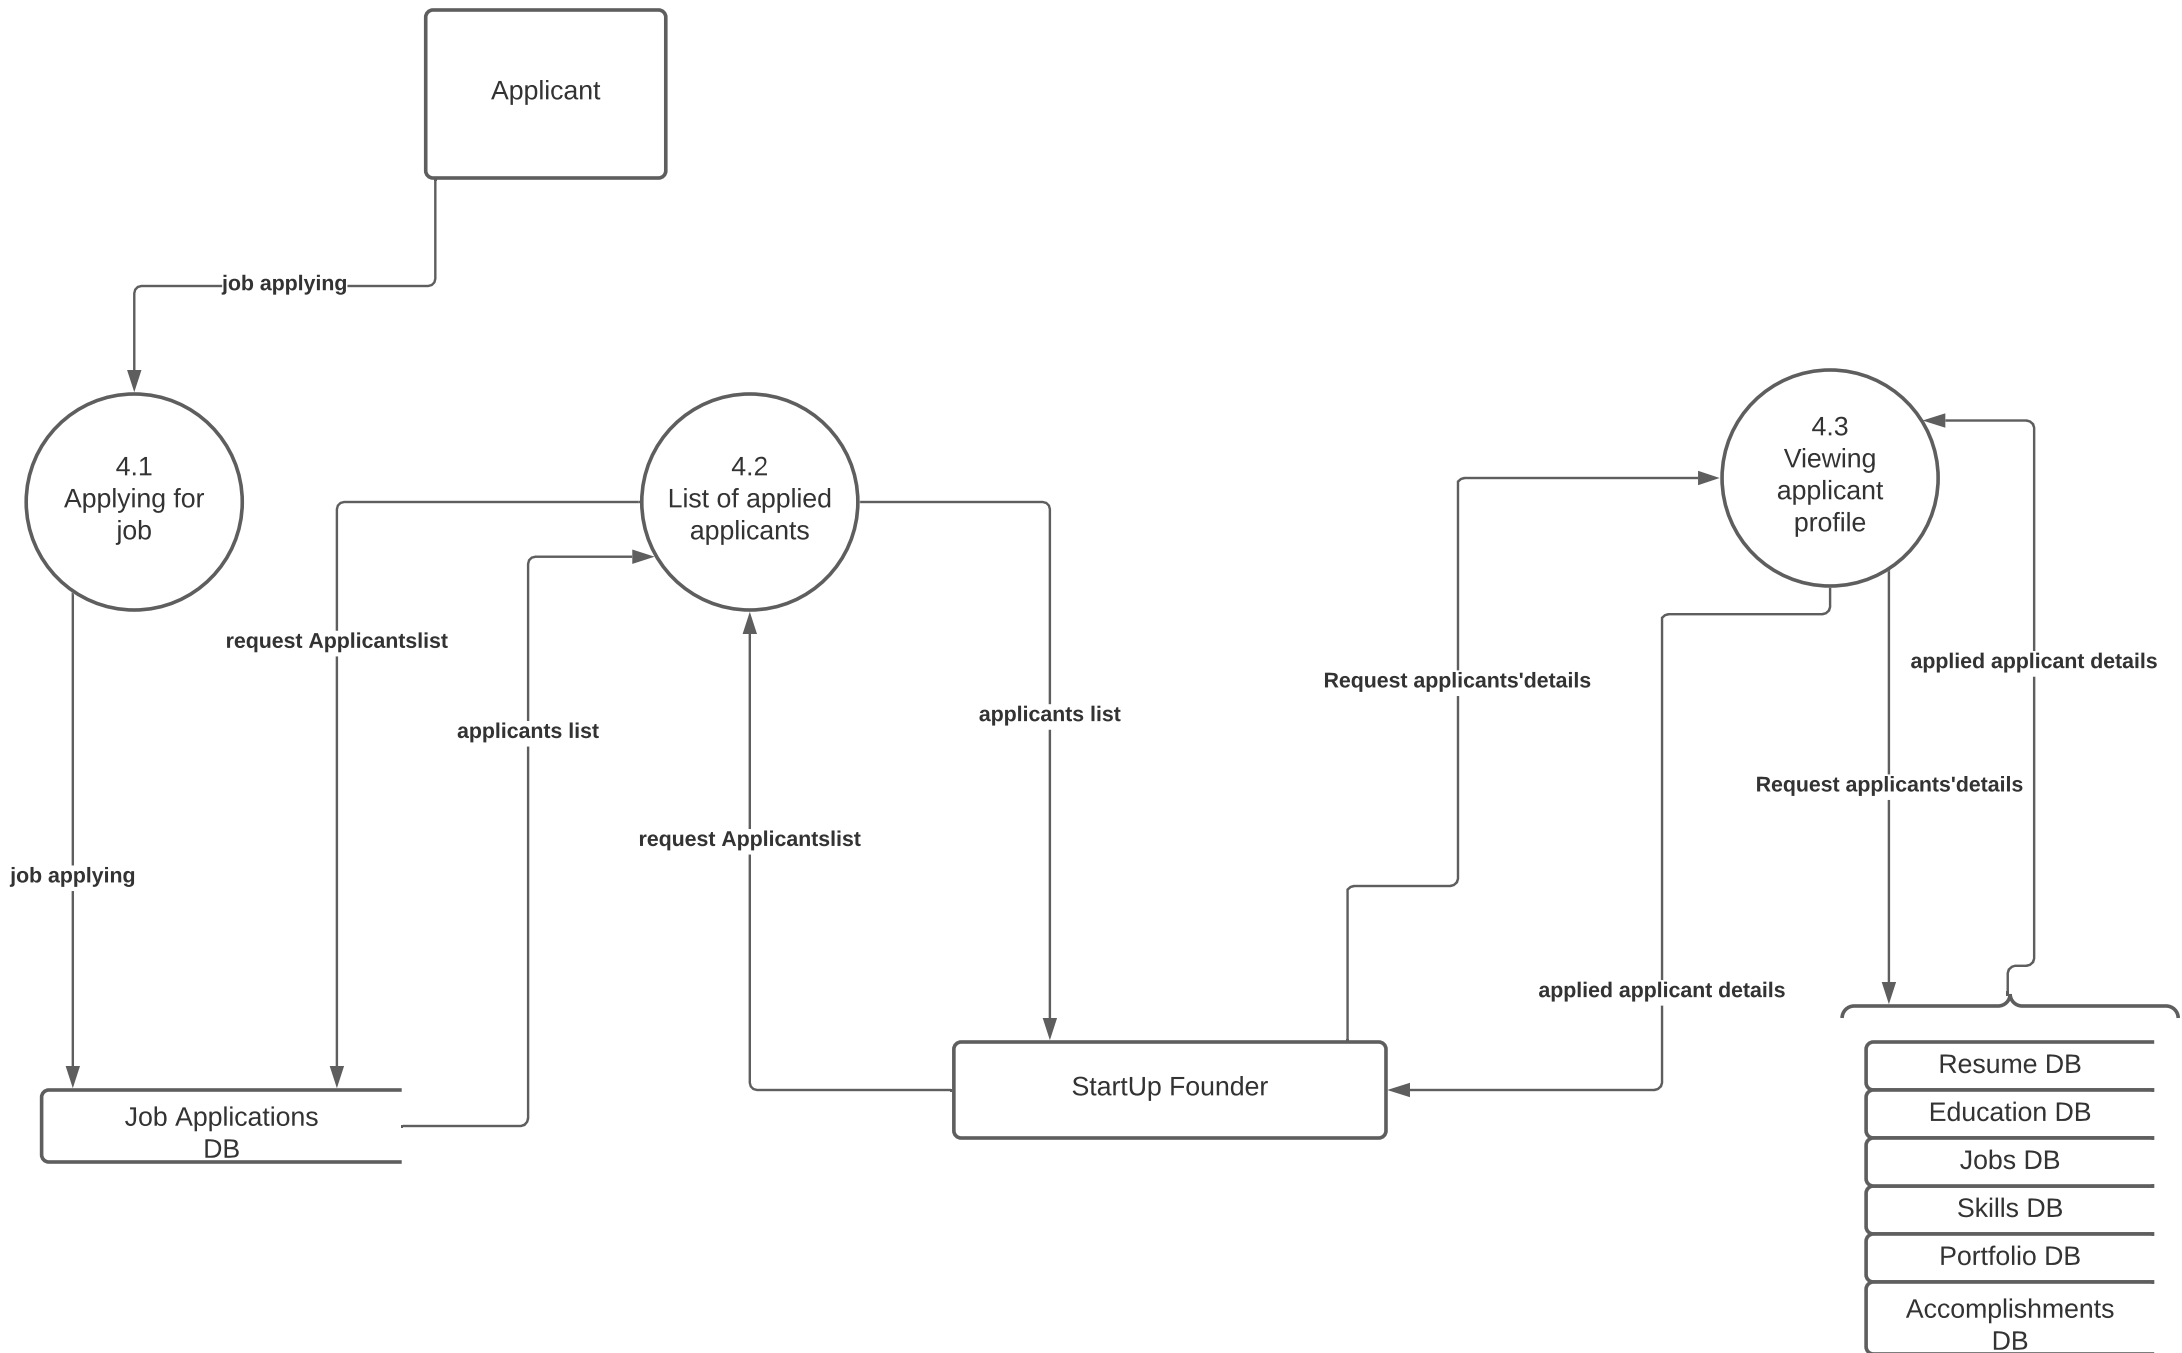 Applicant
job applying
4.1
Applying for
job
4.2
List of applied
applicants
4.3
Viewing
applicant
profile
request Applicantslist
applicants list
applicants list
Request applicants'details
applied applicant details
Request applicants'details
request Applicantslist
job applying
applied applicant details
Job Applications
DB
StartUp Founder
Resume DB
Education DB
Jobs DB
Skills DB
Portfolio DB
Accomplishments
DB